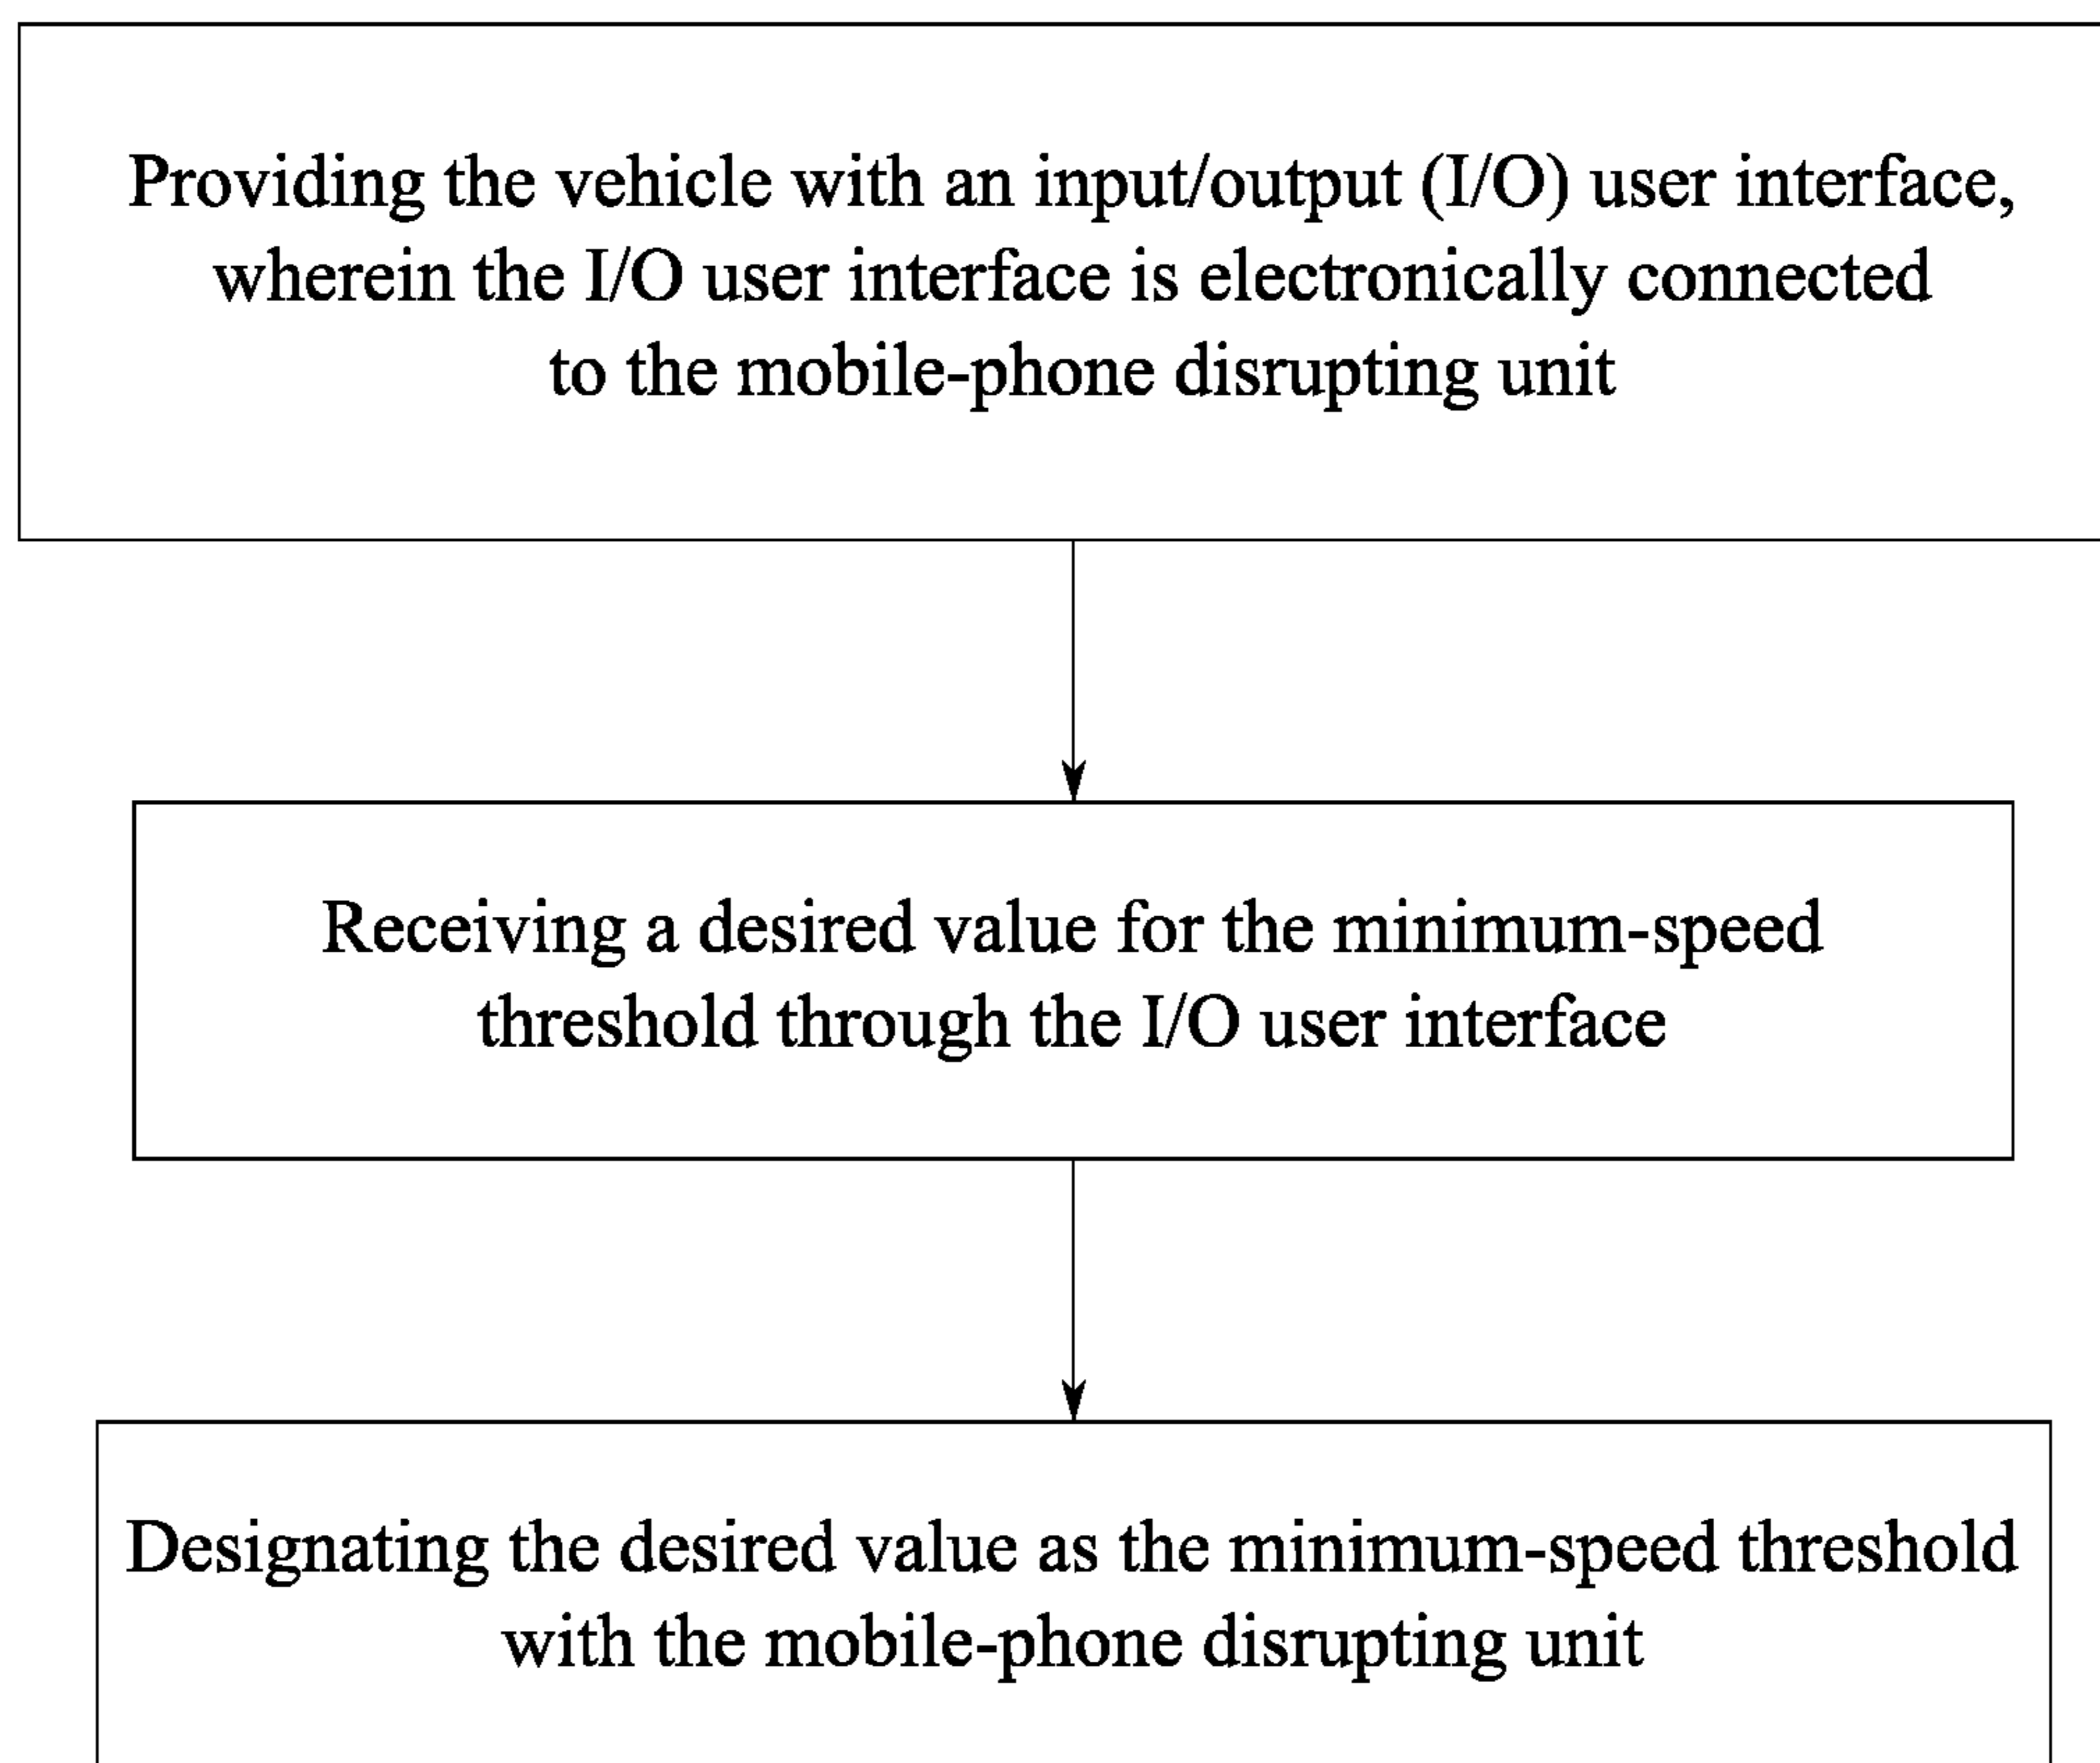 Providing the vehicle with an input/output (I/O) user interface,
wherein the I/O user interface is electronically connected
to the mobile-phone disrupting unit
Receiving a desired value for the minimum-speed
threshold through the I/O user interface
Designating the desired value as the minimum-speed threshold
with the mobile-phone disrupting unit